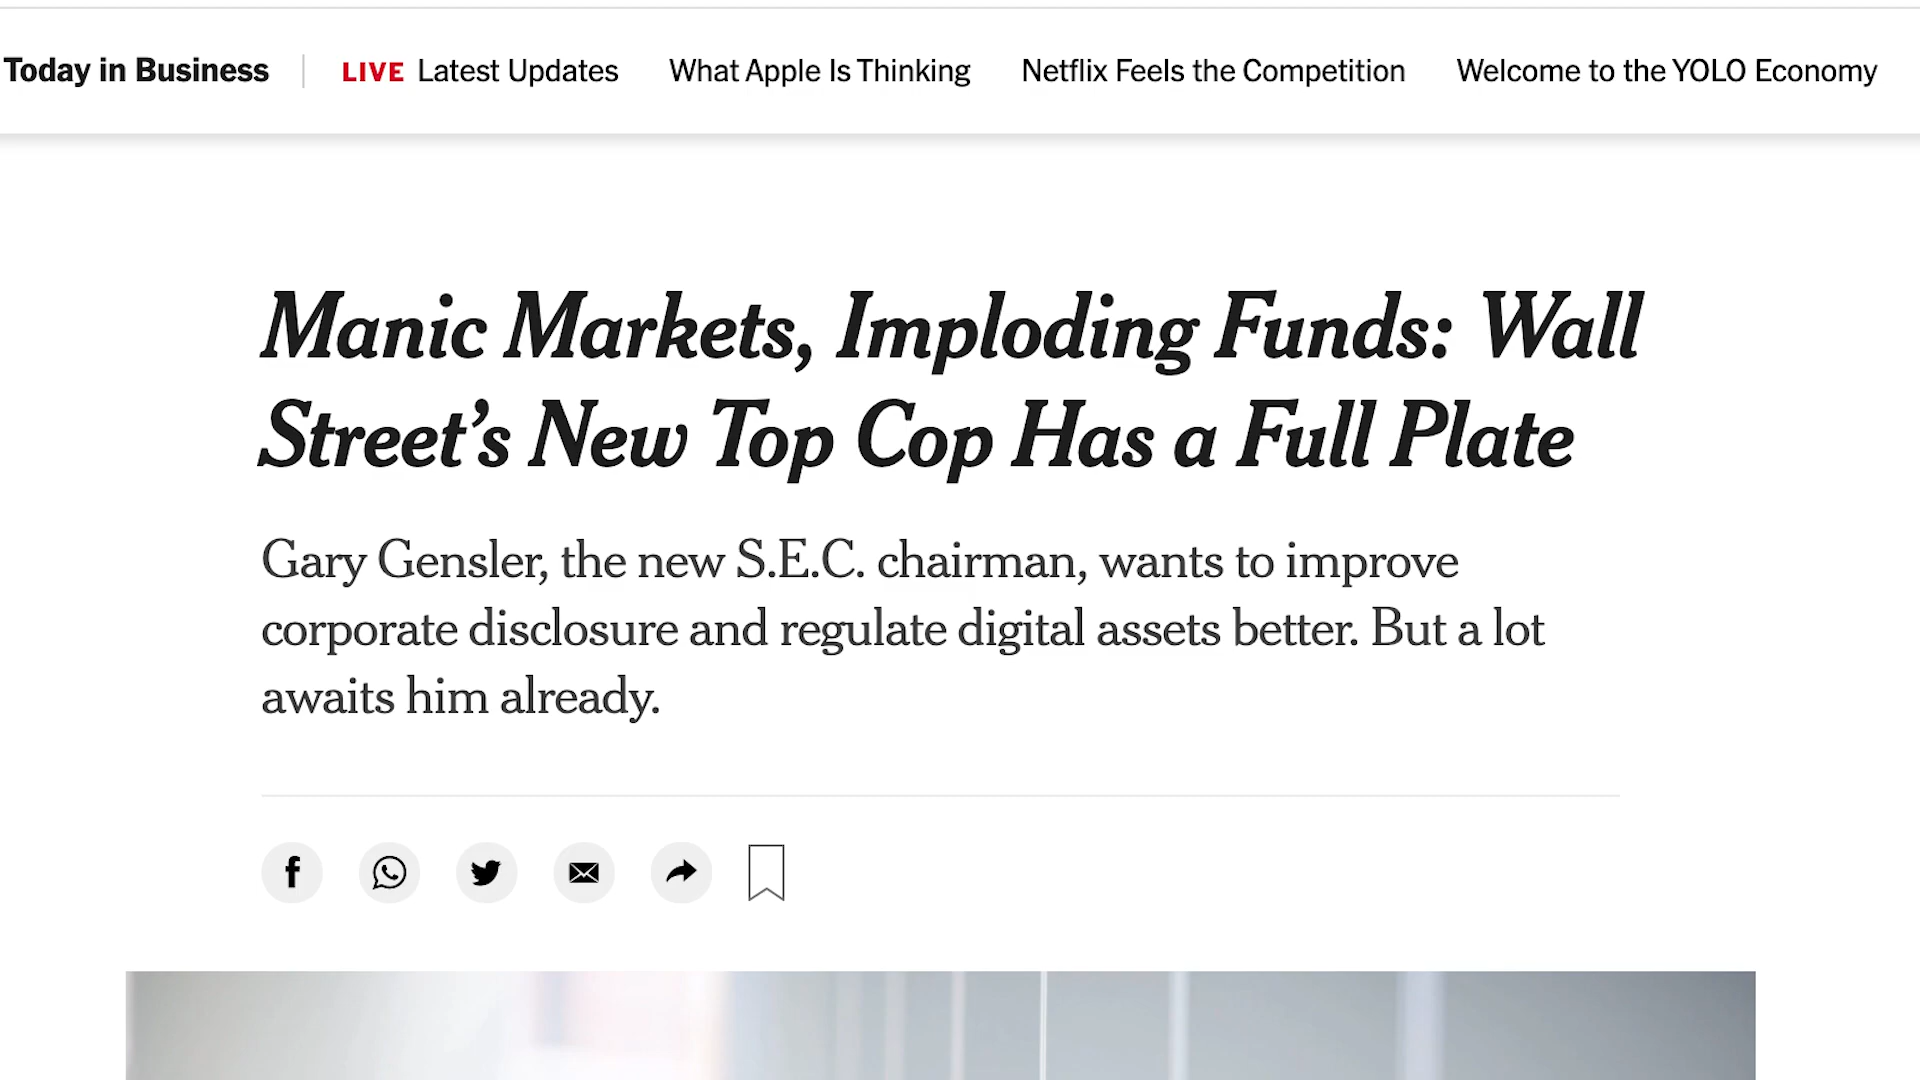 Today in Business LIVE Latest Updates What Apple Is Thinking Netflix Feels the Competition Welcome to the YOLO Economy
Manic Markets, Imploding Funds: Wall
Street’s New Top Cop Has a Full Plate
Gary Gensler, the new S.E.C. chairman, wants to improve
corporate disclosure and regulate digital assets better. But a lot
awaits him already.